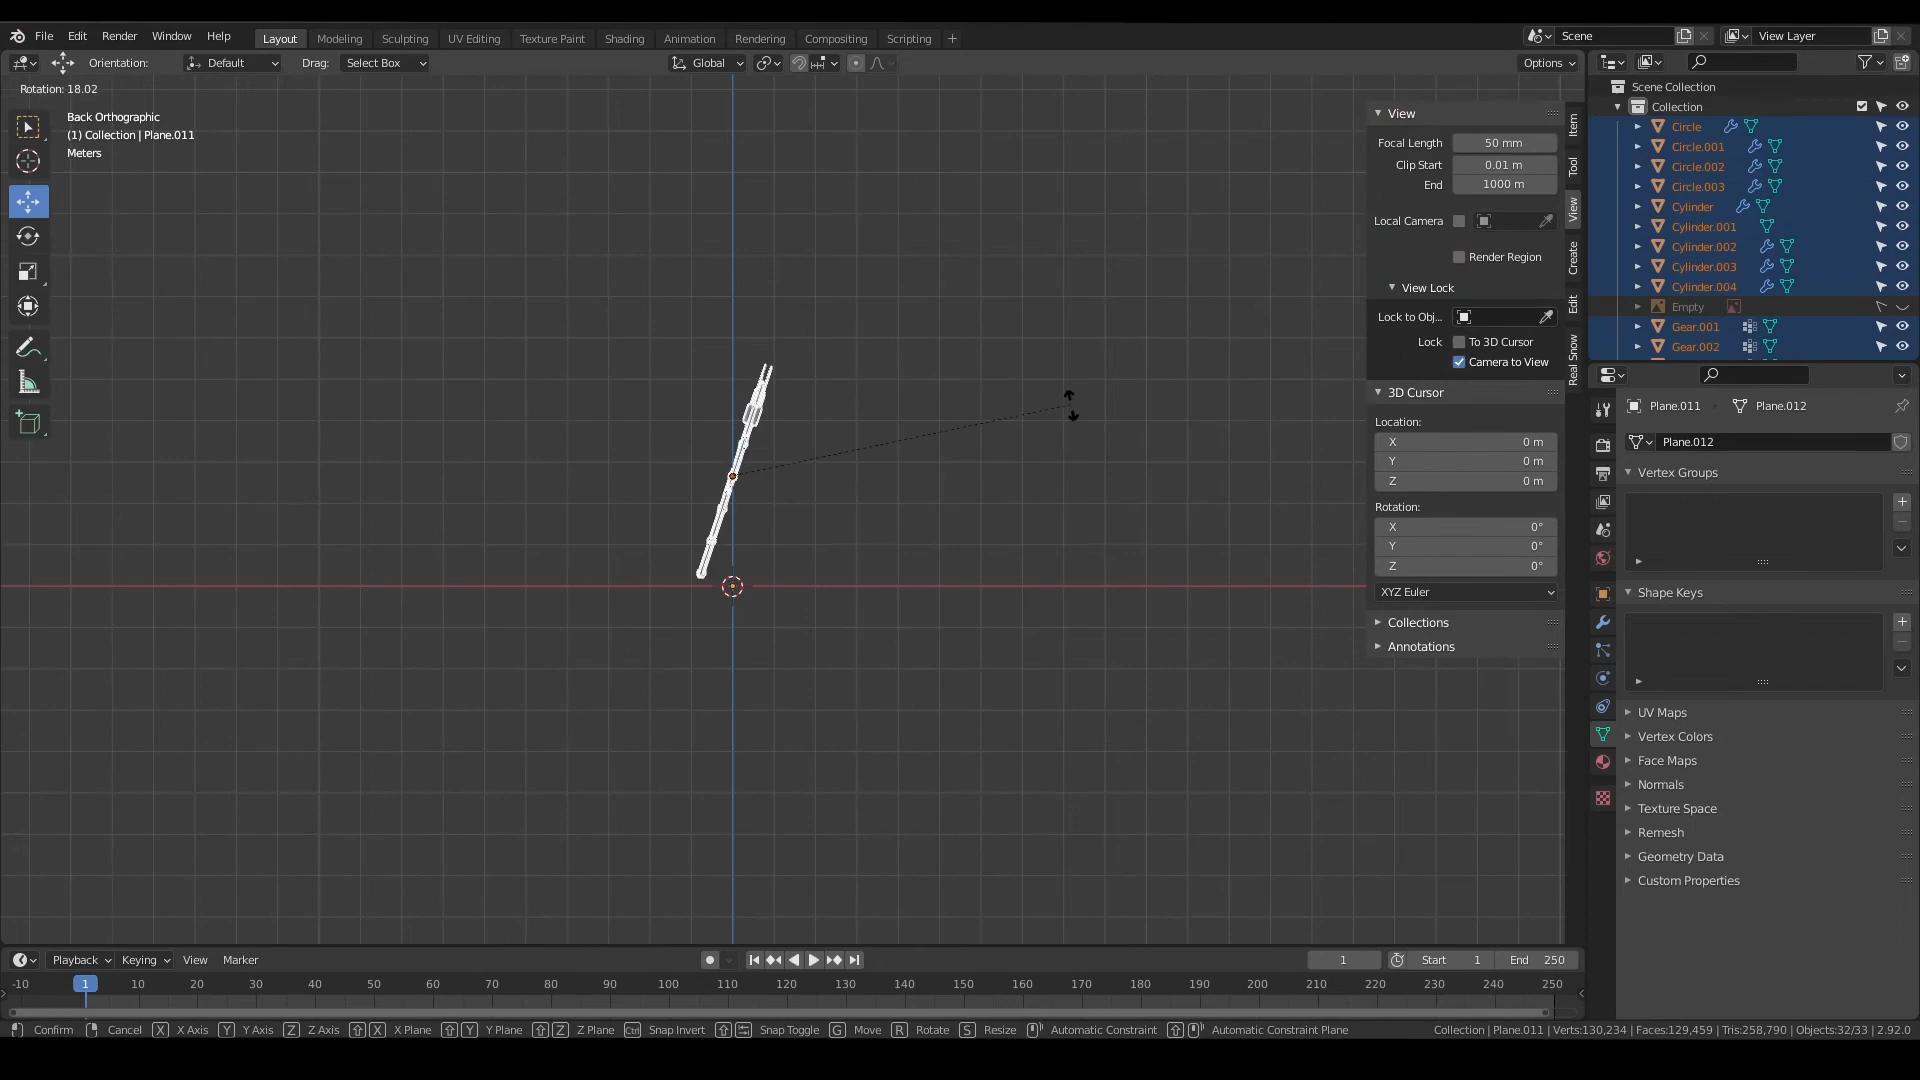 File Edit Render Window Help Layout Modeling Sculpting UV Editing Texture Paint Shading Animation Rendering Compositing Scripting Scene View Layer
Orientation: Default Drag: Select Box Global Options
Rotation: 18.02
Back Orthographic
(1) Collection | Plane.011
Meters
View
Focal Length 50 mm
Clip Start 0.01 m
End 1000 m
Local Camera
Render Region
View Lock
Lock to Obj...
Lock To 3D Cursor
Camera to View
3D Cursor
Location:
X 0 m
Y 0 m
Z 0 m
Rotation:
X 0°
Y 0°
Z 0°
XYZ Euler
Collections
Annotations
Item
Tool
View
Create
Edit
Real Snow
Scene Collection
Collection
Circle
Circle.001
Circle.002
Circle.003
Cylinder
Cylinder.001
Cylinder.002
Cylinder.003
Cylinder.004
Empty
Gear.001
Gear.002
Plane.011 Plane.012
Plane.012
Vertex Groups
Shape Keys
UV Maps
Vertex Colors
Face Maps
Normals
Texture Space
Remesh
Geometry Data
Custom Properties
Playback Keying View Marker 1 Start 1 End 250
-10 1 10 20 30 40 50 60 70 80 90 100 110 120 130 140 150 160 170 180 190 200 210 220 230 240 250
Confirm Cancel X X Axis Y Y Axis Z Z Axis X X Plane Y Y Plane Z Z Plane Ctrl Snap Invert Snap Toggle G Move R Rotate S Resize Automatic Constraint Automatic Constraint Plane Collection | Plane.011 | Verts:130,234 | Faces:129,459 | Tris:258,790 | Objects:32/33 | 2.92.0